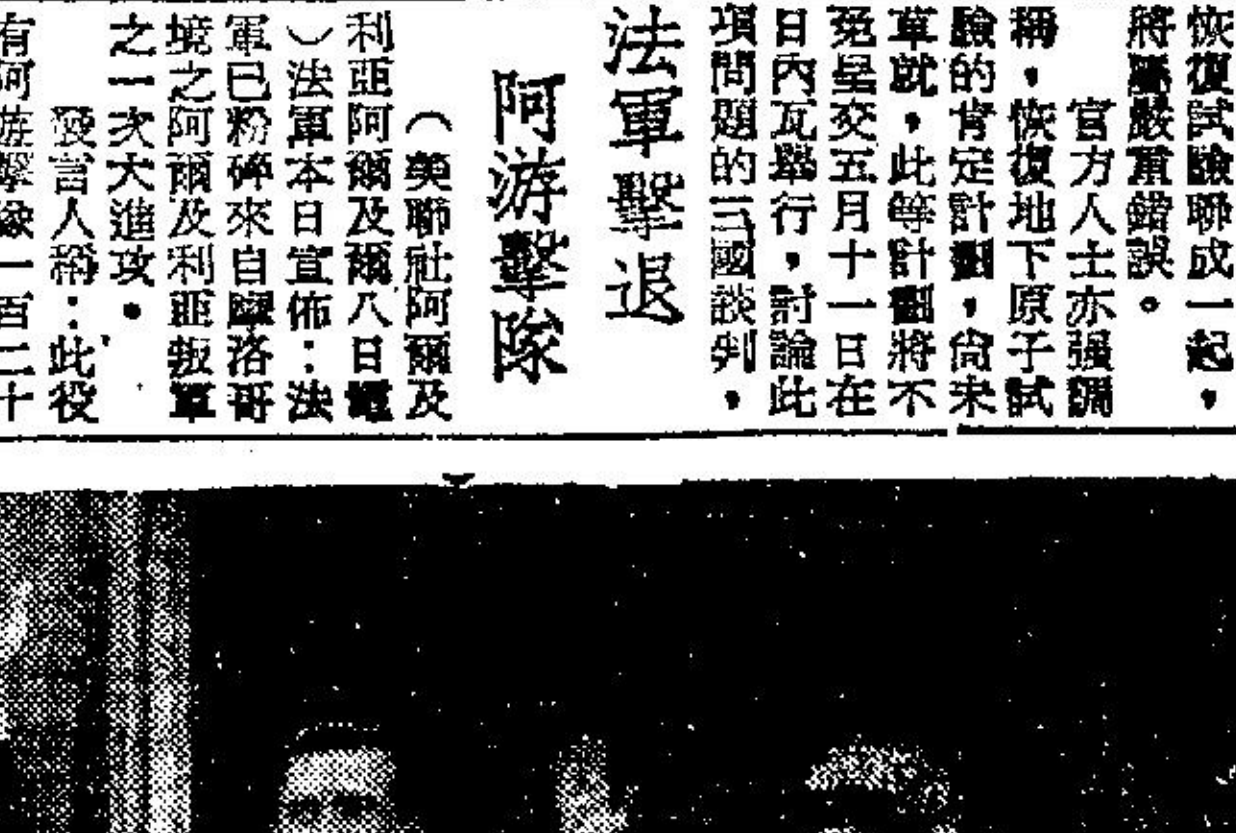 恢復試驗聯成一起，
將屬嚴重錯誤。
官方人士亦强調
稱，恢復地下原子試
驗的肯定計劃，尙未
草就，此等計劃將不
至呈交五月十一日在
日內瓦舉行，討論此
項問題的三國談判，
法軍擊退
阿游擊隊
（美聯社阿爾及
利亞阿爾及爾八日電
）法軍本日宣佈：法
軍已粉碎來自摩洛哥
境之阿爾及利亞叛軍
之一次大進攻。
發言人稱：此役
有阿游擊隊一百二十